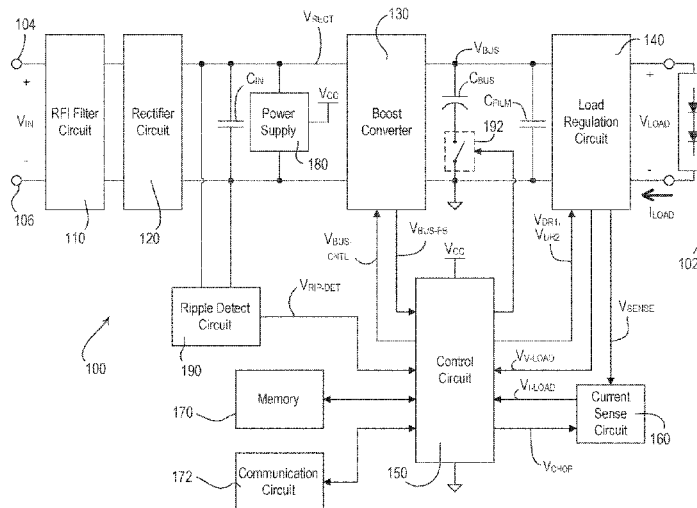 104
+
VIN
-
106
RFI Filter
Circuit
110
Rectifier
Circuit
120
VRECT
CIN
Power
Supply
VCC
180
130
Boost
Converter
VBUS
CBUS
192
CFILM
140
Load
Regulation
Circuit
+
VLOAD
-
ILOAD
102
VBUS-
CNTL
VBUS-FB
VCC
VDR1,
VDR2
VSENSE
Ripple Detect
Circuit
190
VRIP-DET
100
Control
Circuit
150
VV-LOAD
VI-LOAD
Current
Sense
Circuit
160
VCHOP
Memory
170
Communication
Circuit
172